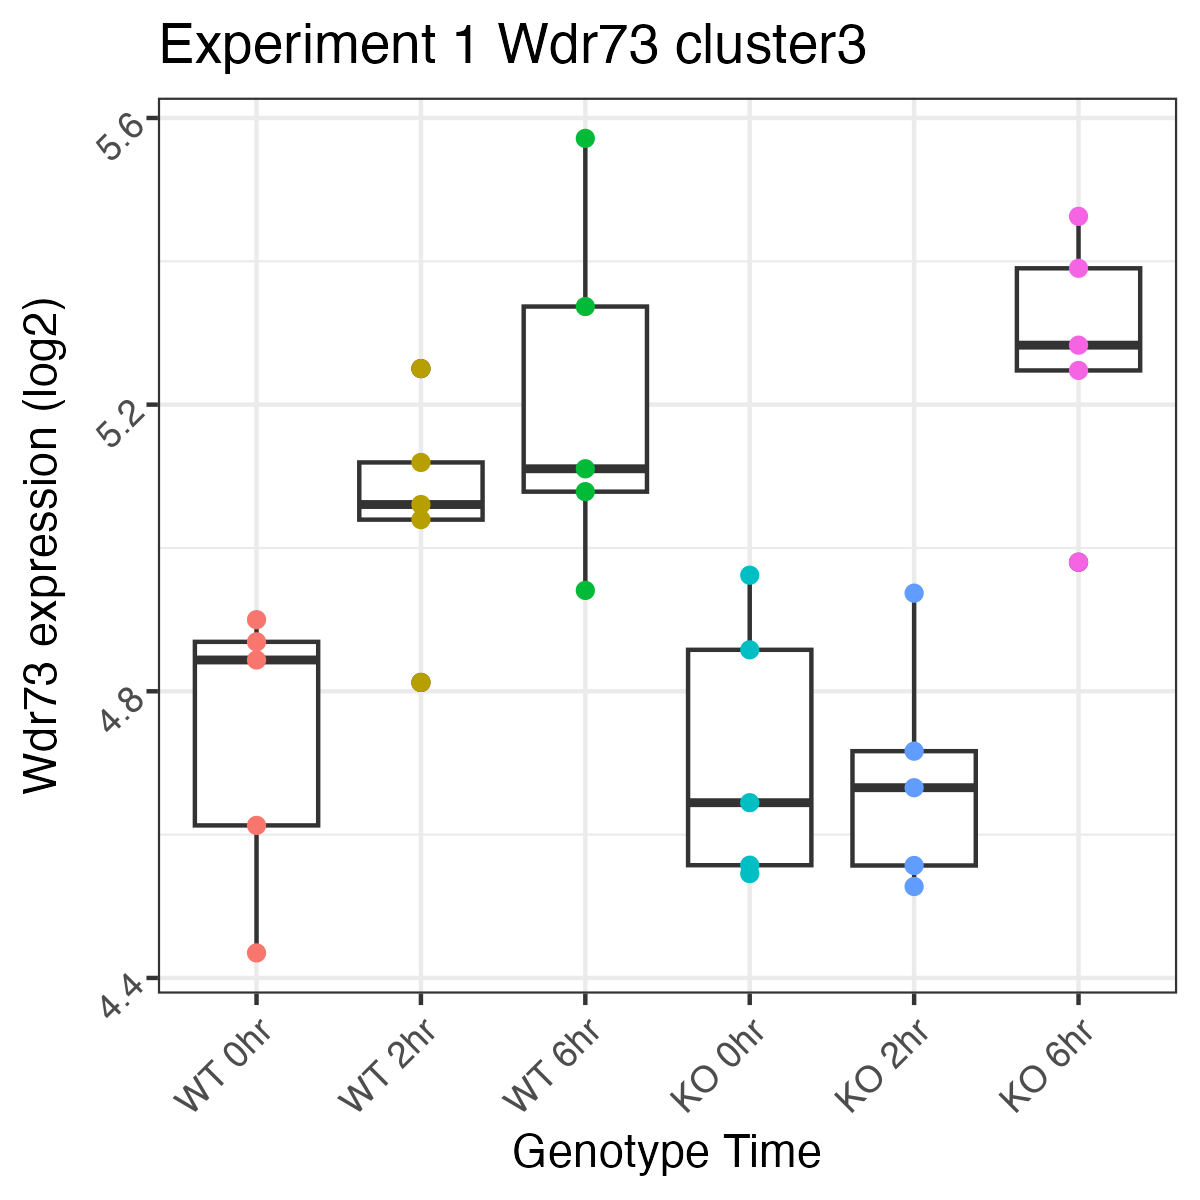 Experiment 1 Wdr73 cluster3
Wdr73 expression (log2)
5.6
5.2
4.8
4.4
WT 0hr
WT 2hr
WT 6hr
KO 0hr
KO 2hr
KO 6hr
Genotype Time